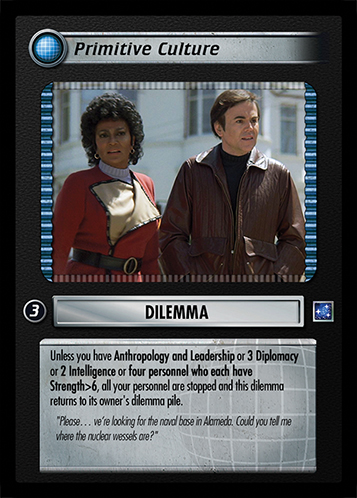 Primitive Culture
3
DILEMMA
Unless you have Anthropology and Leadership or 3 Diplomacy
or 2 Intelligence or four personnel who each have
Strength>6, all your personnel are stopped and this dilemma
returns to its owner's dilemma pile.
"Please... ve're looking for the naval base in Alameda. Could you tell me
where the nuclear wessels are?"